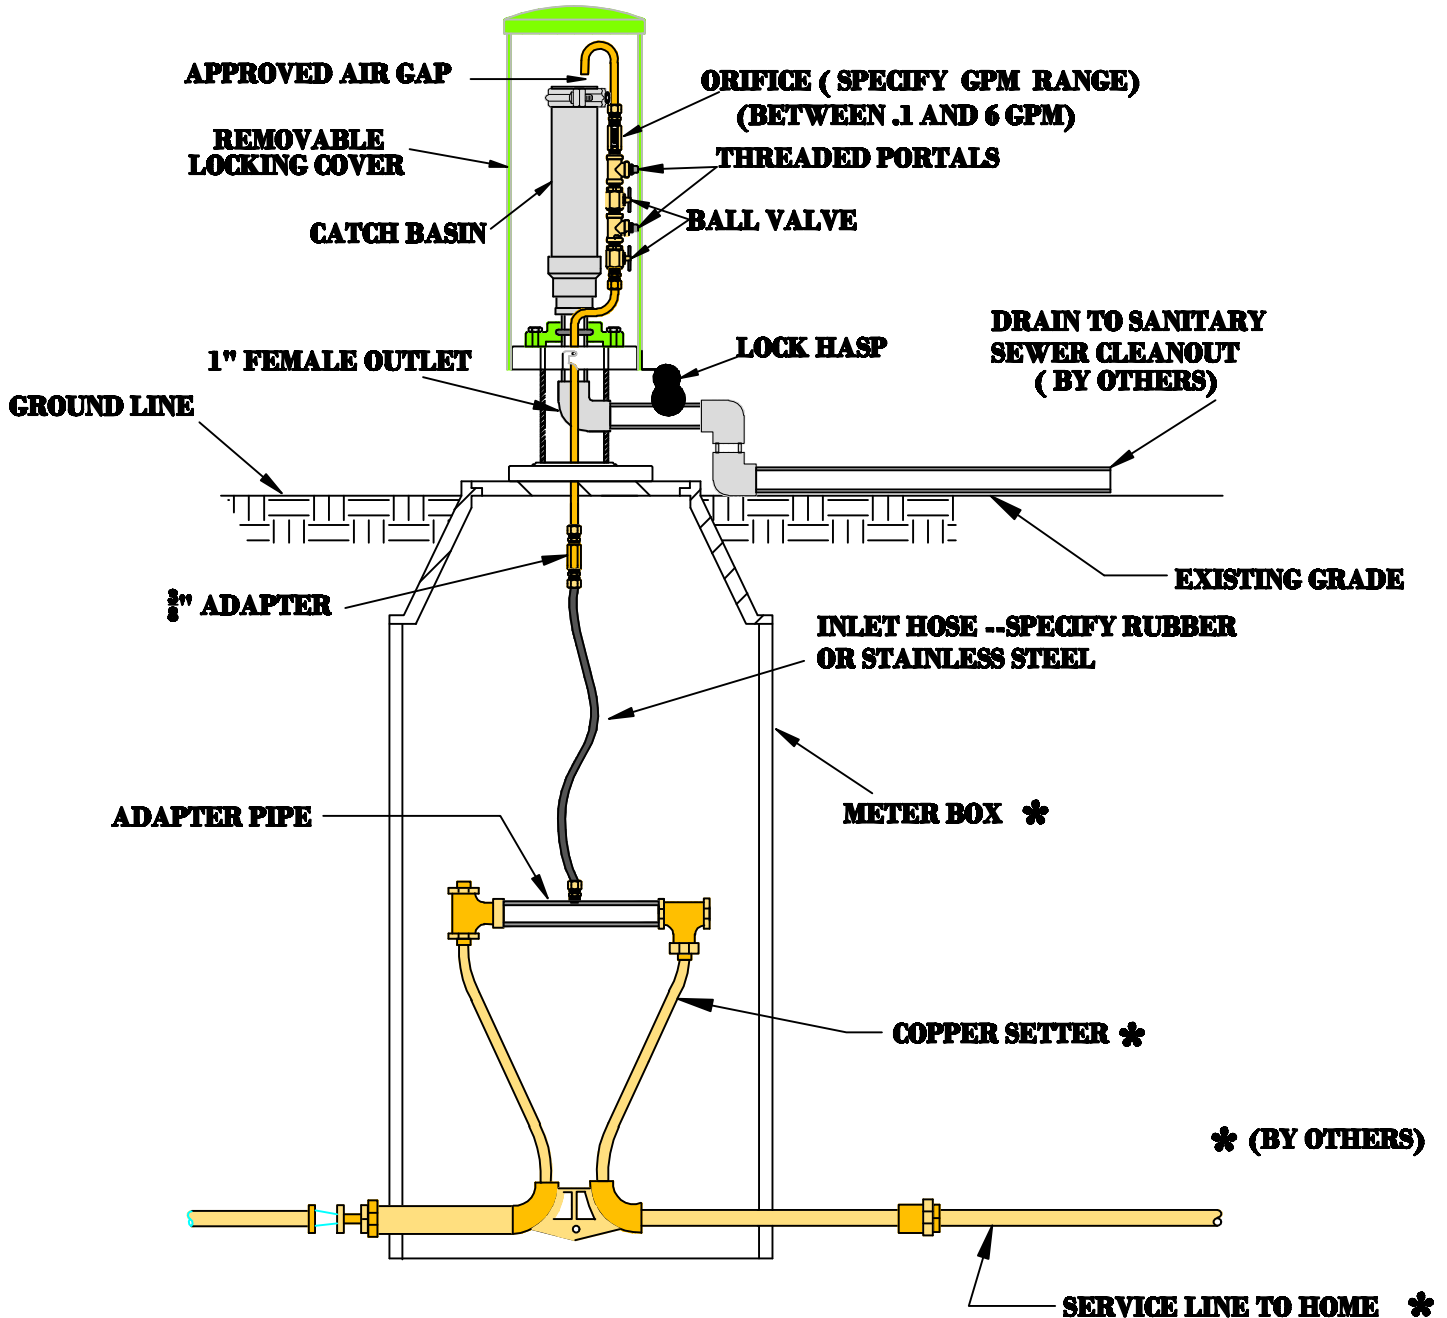 APPROVED AIR GAP
ORIFICE ( SPECIFY GPM RANGE)
(BETWEEN .1 AND 6 GPM)
REMOVABLE
LOCKING COVER
THREADED PORTALS
CATCH BASIN
BALL VALVE
DRAIN TO SANITARY
SEWER CLEANOUT
( BY OTHERS)
LOCK HASP
1" FEMALE OUTLET
GROUND LINE
EXISTING GRADE
3/8" ADAPTER
INLET HOSE --SPECIFY RUBBER
OR STAINLESS STEEL
METER BOX *
ADAPTER PIPE
COPPER SETTER *
* (BY OTHERS)
SERVICE LINE TO HOME *